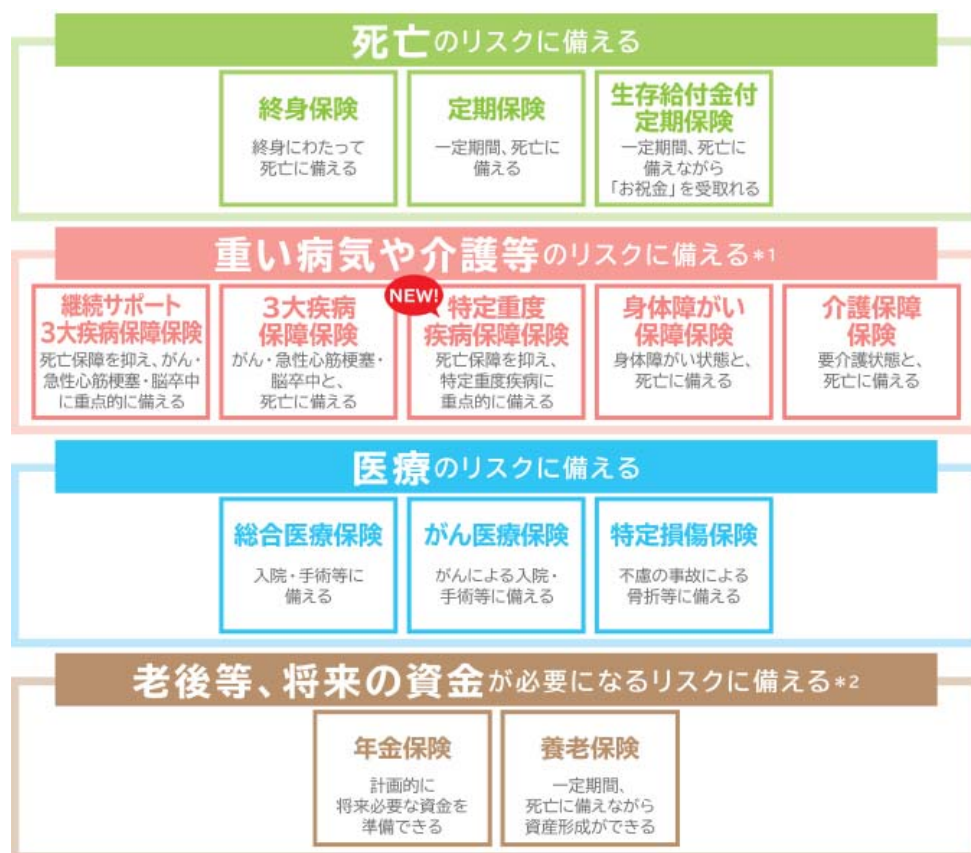 死亡のリスクに備える
終身保険
終身にわたって
死亡に備える
定期保険
一定期間、死亡に
備える
生存給付金付
定期保険
一定期間、死亡に
備えながら
「お祝金」を受取れる
重い病気や介護等のリスクに備える*1
継続サポート
3大疾病保障保険
死亡保障を抑え、がん・
急性心筋梗塞・脳卒中
に重点的に備える
3大疾病
保障保険
がん・急性心筋梗塞・
脳卒中と、
死亡に備える
NEW!
特定重度
疾病保障保険
死亡保障を抑え、
特定重度疾病に
重点的に備える
身体障がい
保障保険
身体障がい状態と、
死亡に備える
介護保障
保険
要介護状態と、
死亡に備える
医療のリスクに備える
総合医療保険
入院・手術等に
備える
がん医療保険
がんによる入院・
手術等に備える
特定損傷保険
不慮の事故による
骨折等に備える
老後等、将来の資金が必要になるリスクに備える*2
年金保険
計画的に
将来必要な資金を
準備できる
養老保険
一定期間、
死亡に備えながら
資産形成ができる